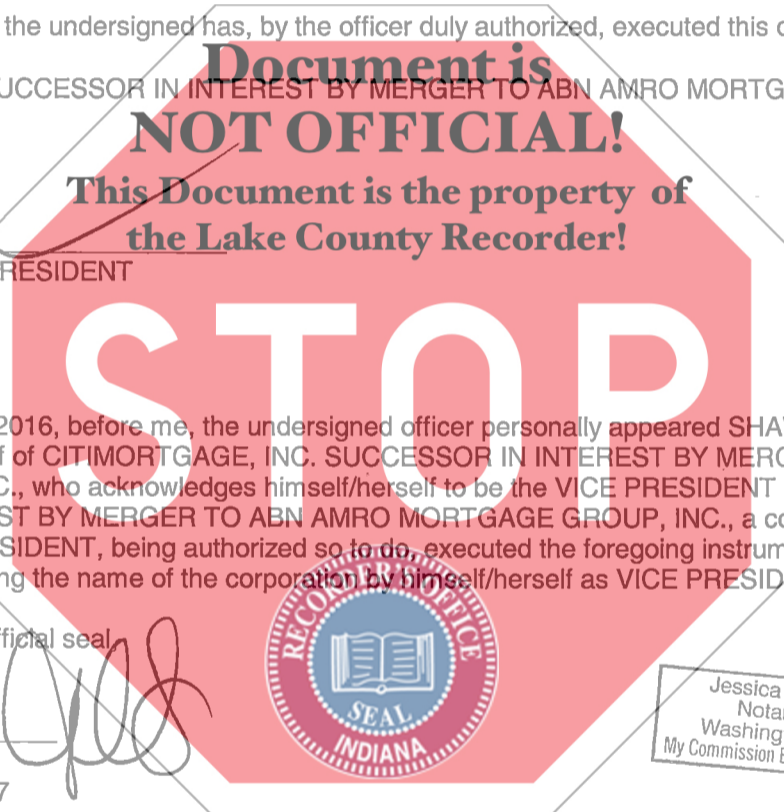 the undersigned has, by the officer duly authorized, executed this
Document is
UCCESSOR IN INTEREST BY MERGER TO ABN AMRO MORTG
NOT OFFICIAL!
This Document is the property of
the Lake County Recorder!
RESIDENT
STOP
2016, before me, the undersigned officer personally appeared SHA
f of CITIMORTGAGE, INC. SUCCESSOR IN INTEREST BY MERG
C., who acknowledges himself/herself to be the VICE PRESIDENT
ST BY MERGER TO ABN AMRO MORTGAGE GROUP, INC., a co
SIDENT, being authorized so to do, executed the foregoing instrum
ng the name of the corporation by himself/herself as VICE PRESID
fficial seal
RECORDER'S OFFICE
SEAL
INDIANA
Jessica
Nota
Washing
My Commission E
7